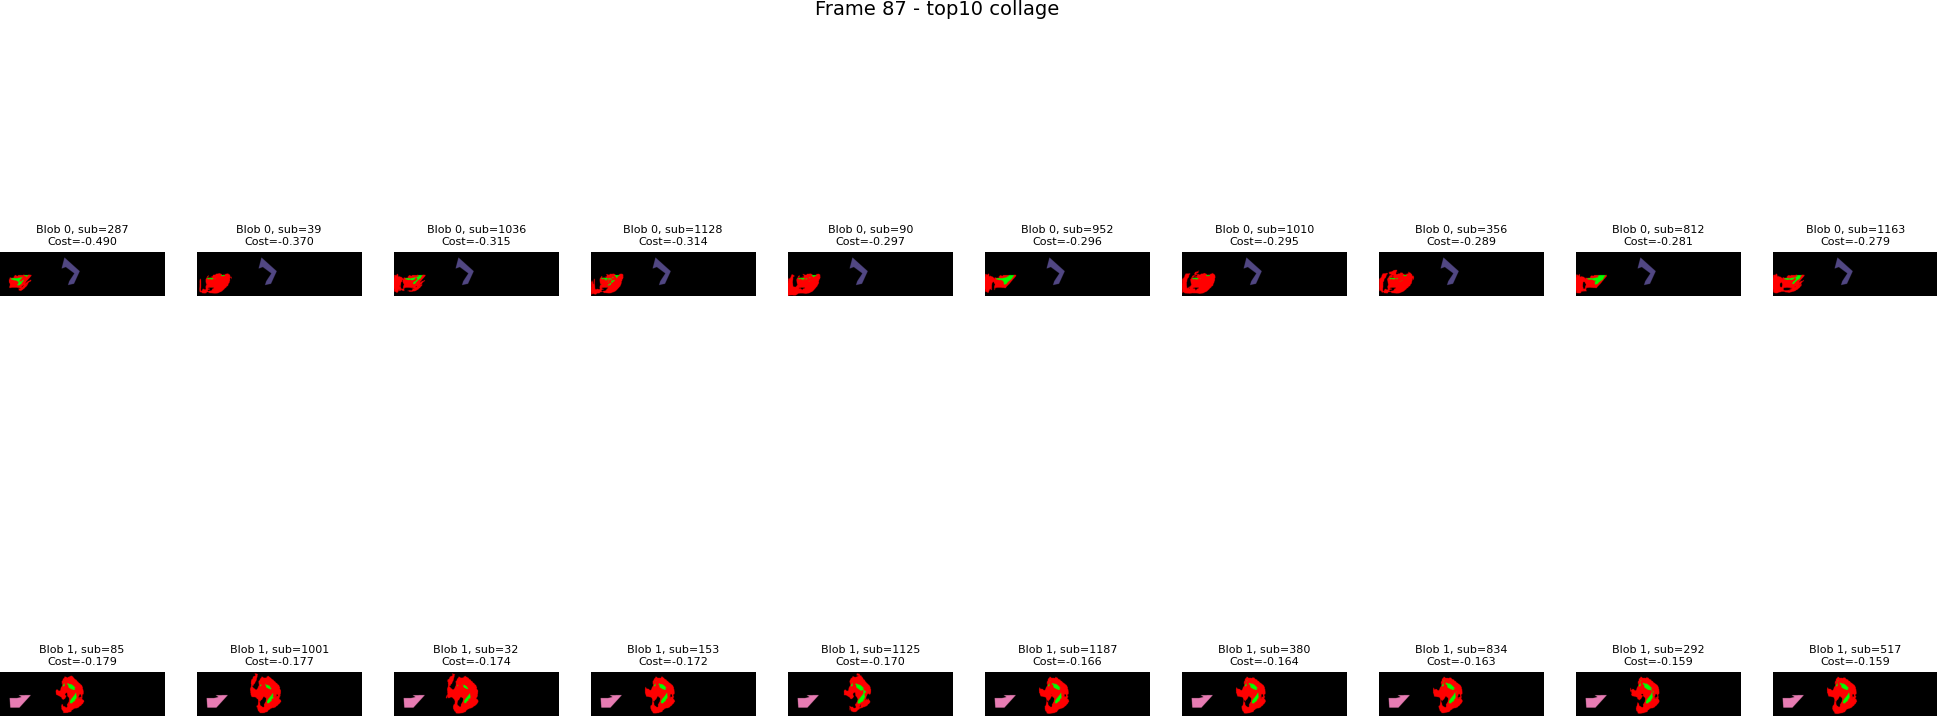 Frame 87 - top10 collage
Blob 0, sub=287
Cost=-0.490
Blob 0, sub=39
Cost=-0.370
Blob 0, sub=1036
Cost=-0.315
Blob 0, sub=1128
Cost=-0.314
Blob 0, sub=90
Cost=-0.297
Blob 0, sub=952
Cost=-0.296
Blob 0, sub=1010
Cost=-0.295
Blob 0, sub=356
Cost=-0.289
Blob 0, sub=812
Cost=-0.281
Blob 0, sub=1163
Cost=-0.279
Blob 1, sub=85
Cost=-0.179
Blob 1, sub=1001
Cost=-0.177
Blob 1, sub=32
Cost=-0.174
Blob 1, sub=153
Cost=-0.172
Blob 1, sub=1125
Cost=-0.170
Blob 1, sub=1187
Cost=-0.166
Blob 1, sub=380
Cost=-0.164
Blob 1, sub=834
Cost=-0.163
Blob 1, sub=292
Cost=-0.159
Blob 1, sub=517
Cost=-0.159